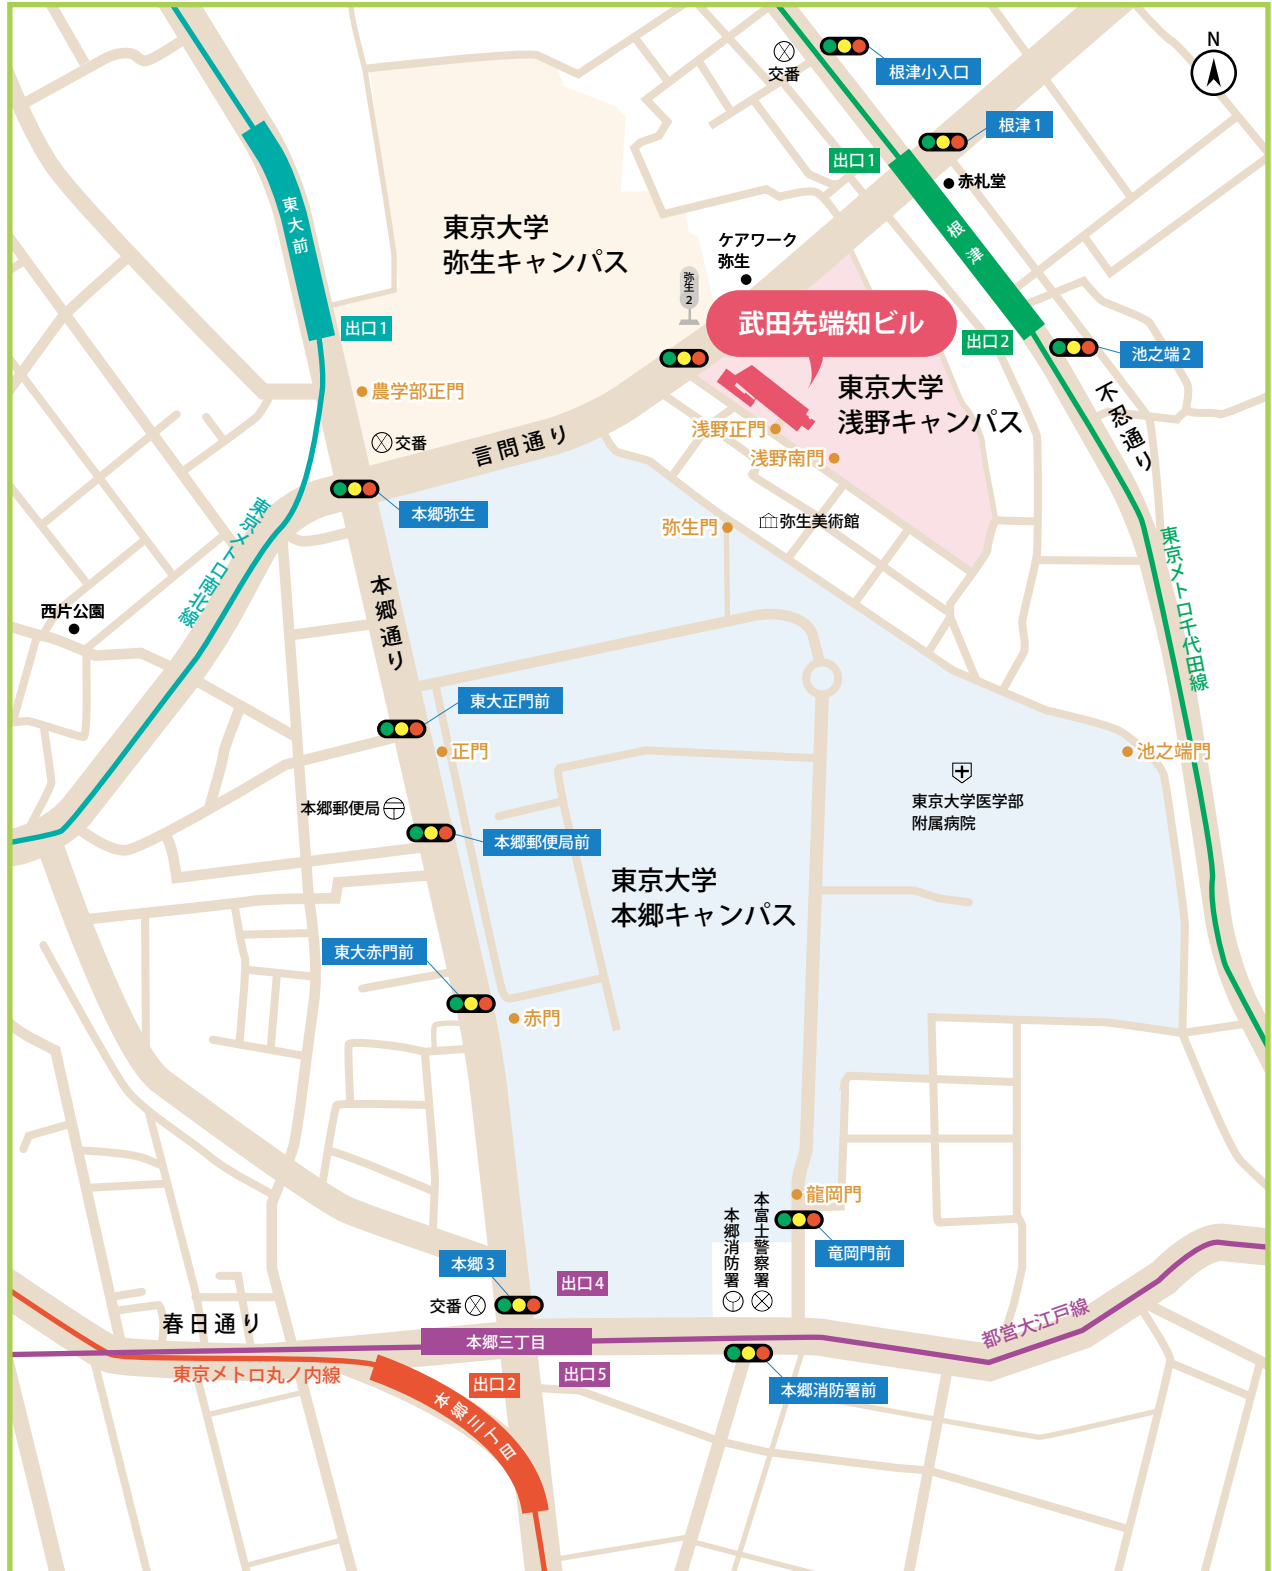 N
交番
根津小入口
根津1
出口1
赤札堂
東大前
根津
東京大学
弥生キャンパス
ケアワーク
弥生
弥生2
武田先端知ビル
出口1
出口2
池之端2
農学部正門
東京大学
浅野キャンパス
不忍通り
交番
言問通り
浅野正門
浅野南門
本郷弥生
弥生門
弥生美術館
東京メトロ南北線
東京メトロ千代田線
本郷通り
西片公園
東大正門前
正門
池之端門
東京大学医学部
附属病院
本郷郵便局
本郷郵便局前
東京大学
本郷キャンパス
東大赤門前
赤門
龍岡門
本富士警察署
本郷消防署
竜岡門前
本郷3
出口4
交番
春日通り
本郷三丁目
都営大江戸線
東京メトロ丸ノ内線
出口2
出口5
本郷消防署前
本郷三丁目